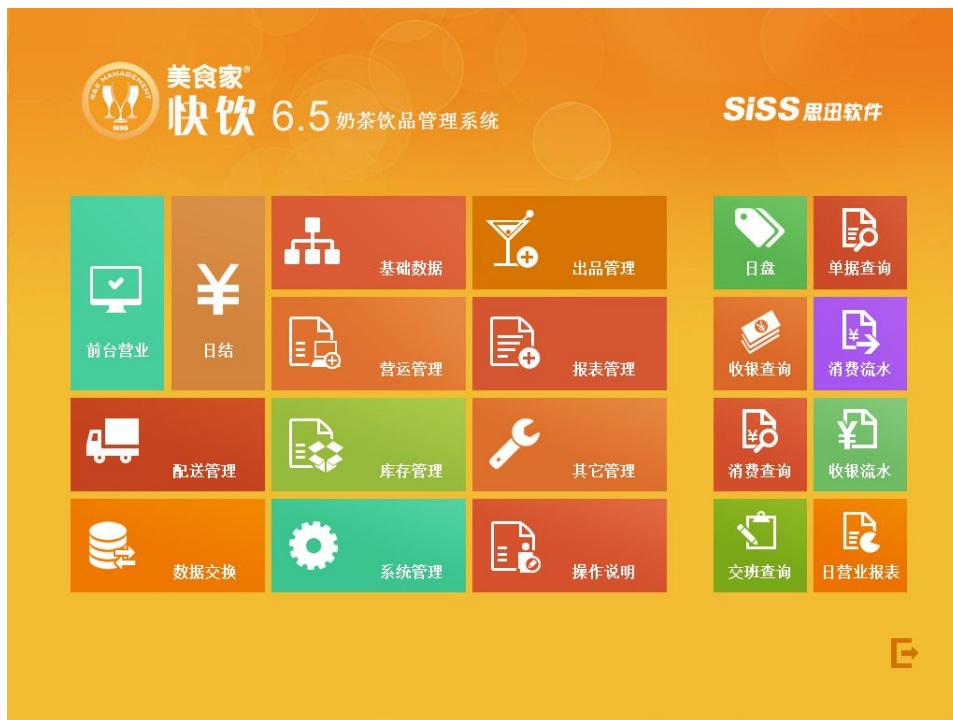 R&E MANAGEMENT
SISS
美食家®
快饮 6.5 奶茶饮品管理系统
SiSS 思迅软件
前台营业
日结
基础数据
出品管理
营运管理
报表管理
配送管理
库存管理
其它管理
数据交换
系统管理
操作说明
日盘
单据查询
收银查询
消费流水
消费查询
收银流水
交班查询
日营业报表